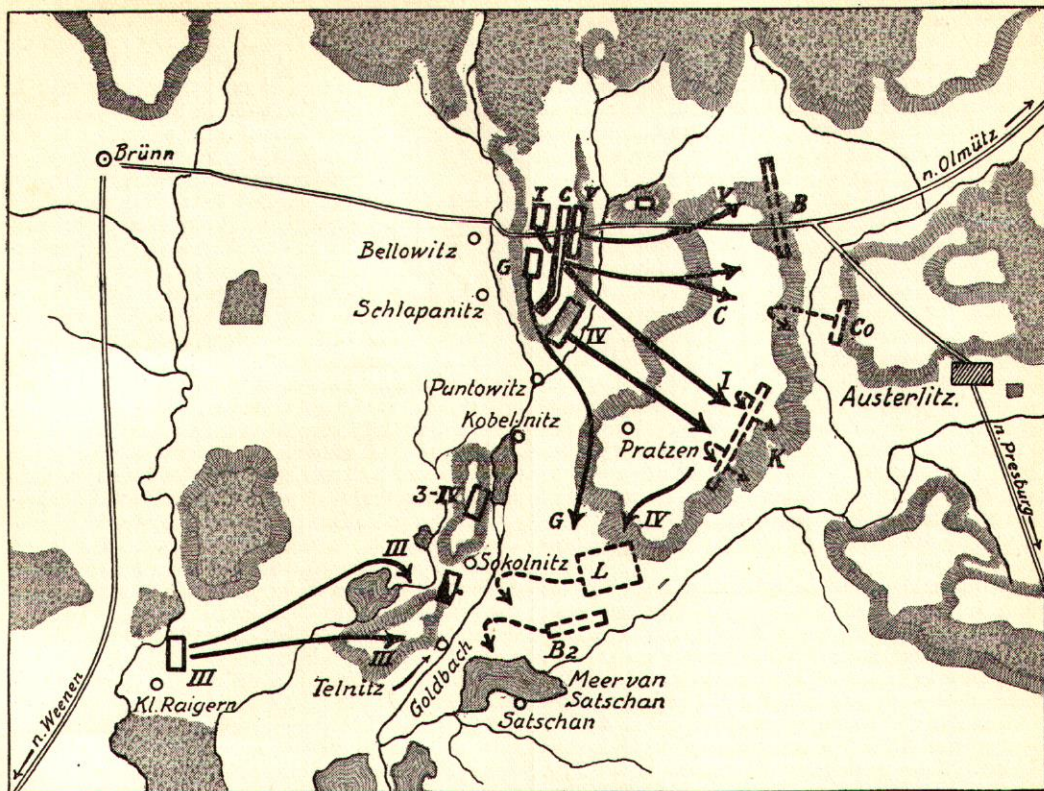 Brünn
n. Olmütz
I C V
V
B
Bellowitz
G
Schlapanitz
C
Co
IV
Austerlitz.
Puntowitz
Kobelnitz
I
Pratzen
K
n. Presburg
3-IV
G
IV
III
Sokolnitz
L
III
III
B2
Telnitz
Goldbach
Meer van
Satschan
Kl. Raigern
Satschan
n. Weenen